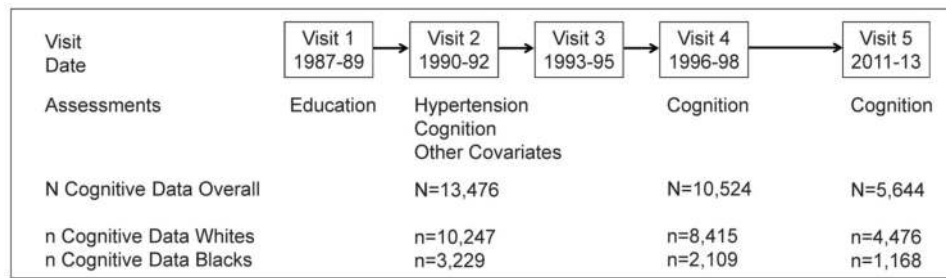 Visit Date
Visit 1 1987-89
Visit 2 1990-92
Visit 3 1993-95
Visit 4 1996-98
Visit 5 2011-13
Assessments Education Hypertension Cognition Cognition
Cognition
Other Covariates
N Cognitive Data Overall N=13,476 N=10,524 N=5,644
n Cognitive Data Whites n=10,247 n=8,415 n=4,476
n Cognitive Data Blacks n=3,229 n=2,109 n=1,168